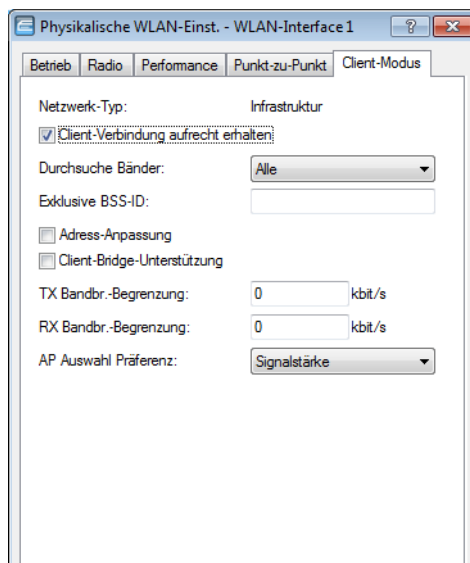 Physikalische WLAN-Einst. - WLAN-Interface 1 ?
Betrieb Radio Performance Punkt-zu-Punkt Client-Modus
Netzwerk-Typ: Infrastruktur
Client-Verbindung aufrecht erhalten
Durchsuche Bänder: Alle
Exklusive BSS-ID:
Adress-Anpassung
Client-Bridge-Unterstützung
TX Bandbr.-Begrenzung: 0 kbit/s
RX Bandbr.-Begrenzung: 0 kbit/s
AP Auswahl Präferenz: Signalstärke